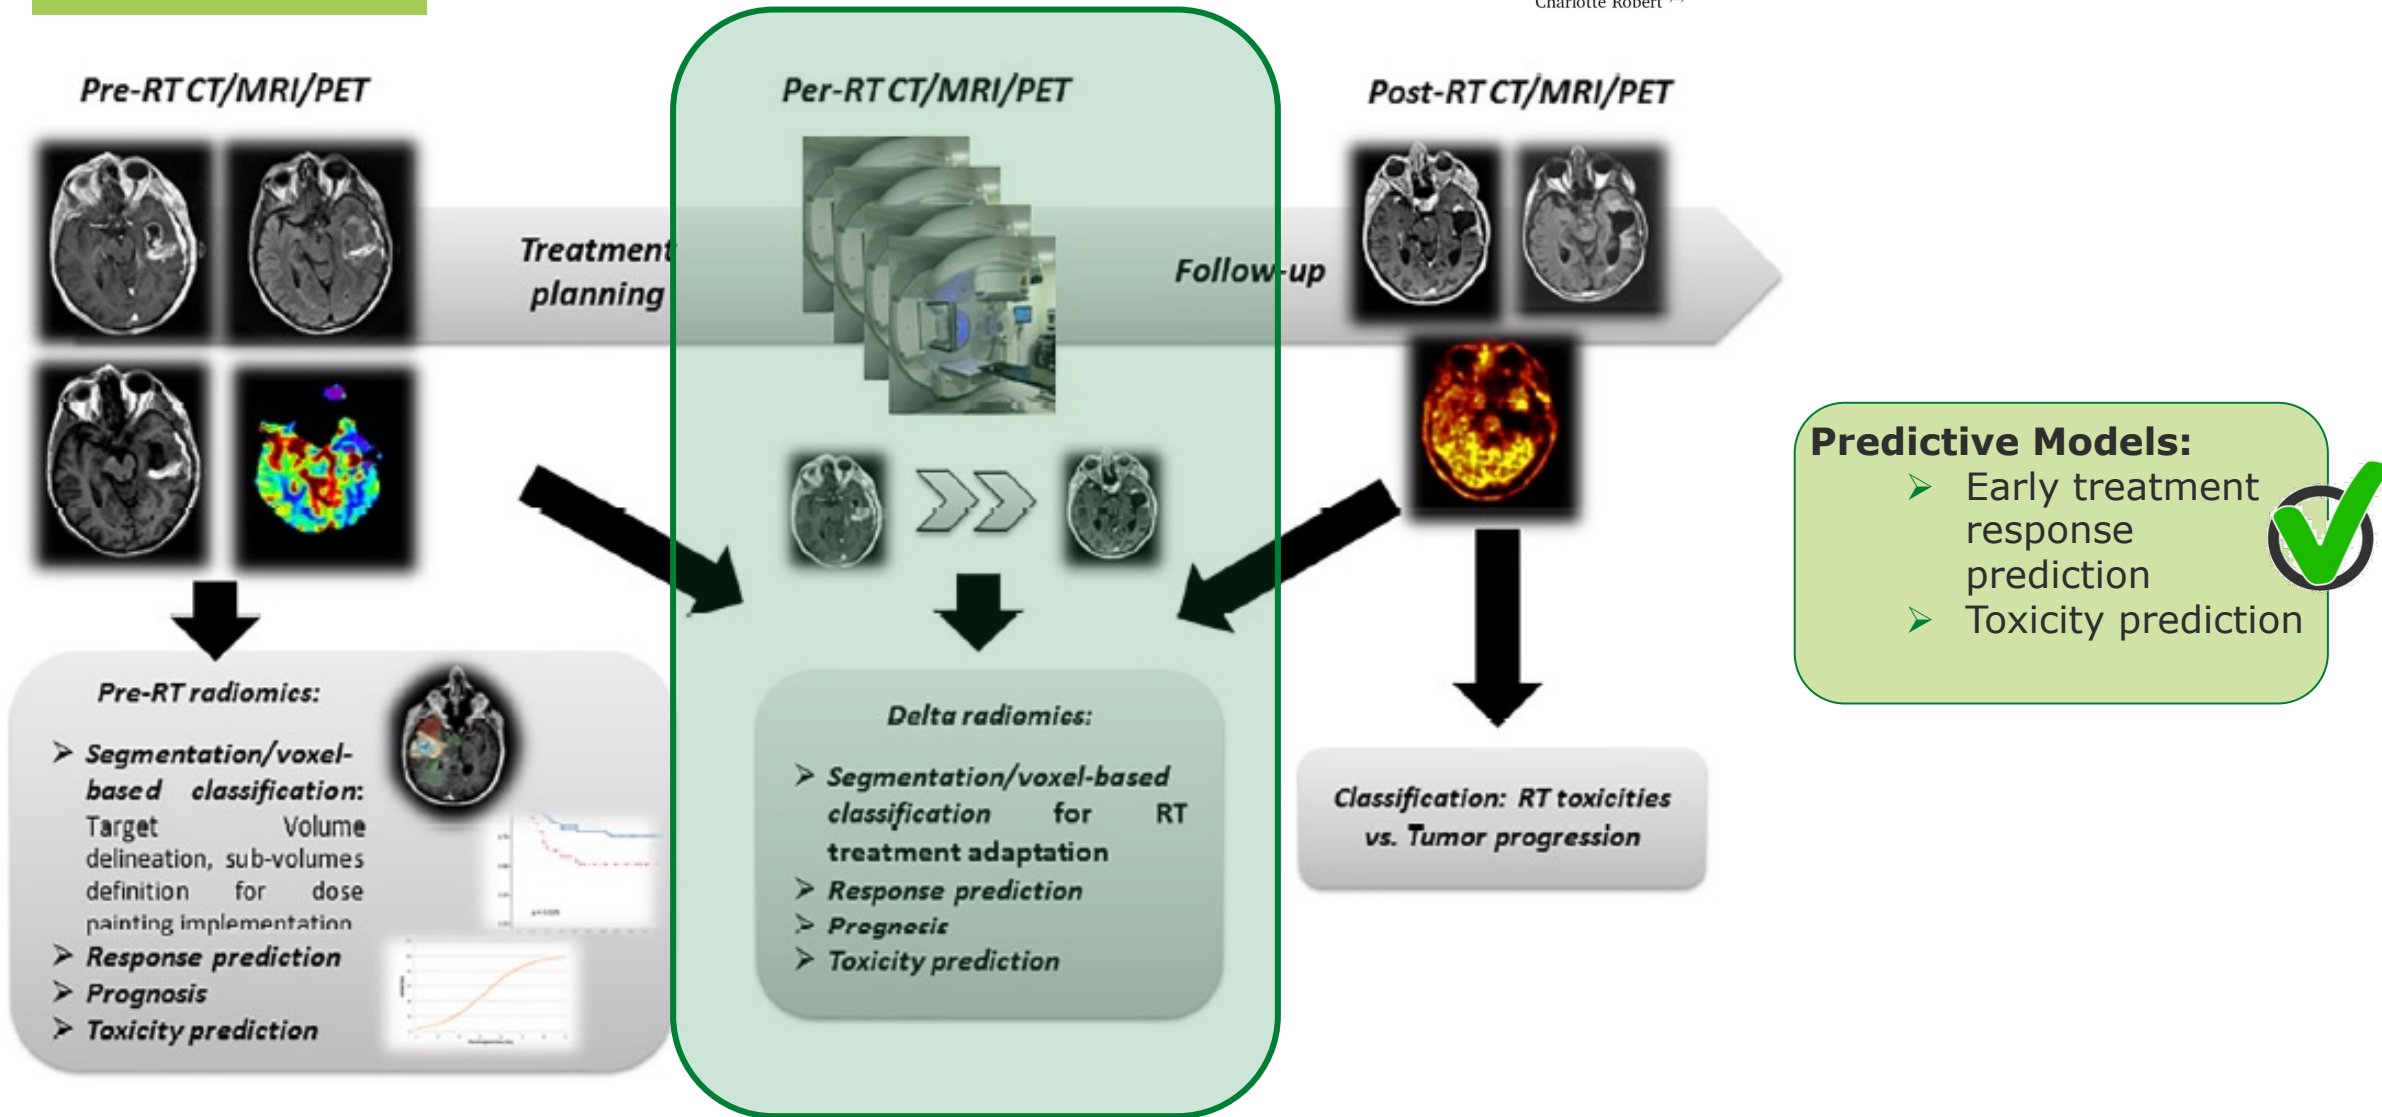 Charlotte Robert
Pre-RT CT/MRI/PET
Per-RT CT/MRI/PET
Post-RT CT/MRI/PET
Treatment
planning
Follow-up
Pre-RT radiomics:
➢ Segmentation/voxel-
based classification:
Target Volume
delineation, sub-volumes
definition for dose
painting implementation
➢ Response prediction
➢ Prognosis
➢ Toxicity prediction
Delta radiomics:
➢ Segmentation/voxel-based
classification for RT
treatment adaptation
➢ Response prediction
➢ Prognosis
➢ Toxicity prediction
Classification: RT toxicities
vs. Tumor progression
Predictive Models:
➢ Early treatment
response
prediction
➢ Toxicity prediction